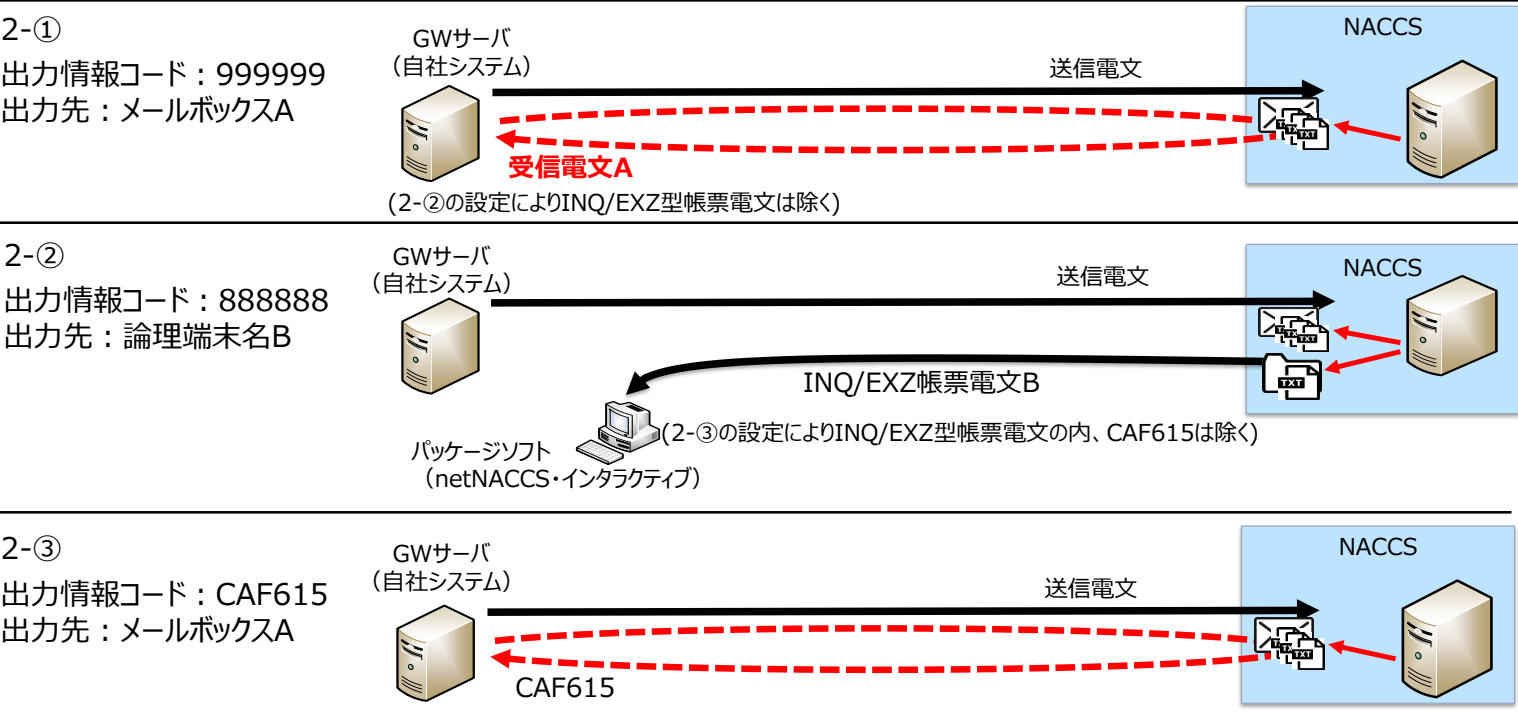 2-①
出力情報コード：999999
出力先：メールボックスA
GWサーバ
（自社システム）
送信電文
NACCS
TXT
受信電文A
(2-②の設定によりINQ/EXZ型帳票電文は除く)
2-②
出力情報コード：888888
出力先：論理端末名B
GWサーバ
（自社システム）
送信電文
NACCS
TXT
TXT
INQ/EXZ帳票電文B
(2-③の設定によりINQ/EXZ型帳票電文の内、CAF615は除く)
パッケージソフト
（netNACCS・インタラクティブ）
2-③
出力情報コード：CAF615
出力先：メールボックスA
GWサーバ
（自社システム）
送信電文
NACCS
TXT
CAF615